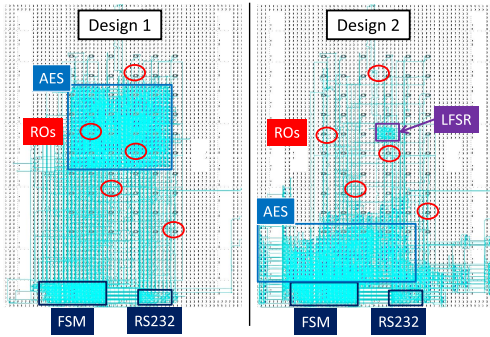 Design 1
Design 2
AES
LFSR
ROs
ROs
AES
FSM
RS232
FSM
RS232